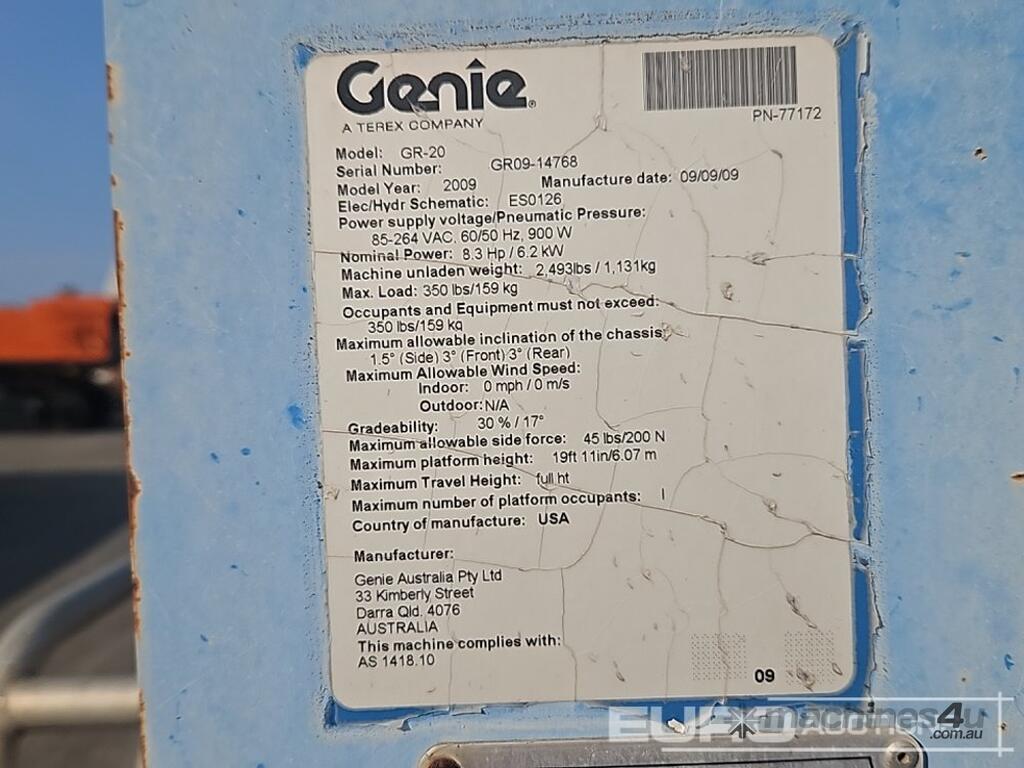 Genie
A TEREX COMPANY
PN-77172
Model: GR-20
Serial Number: GR09-14768
Model Year: 2009 Manufacture date: 09/09/09
Elec/Hydr Schematic: ES0126
Power supply voltage/Pneumatic Pressure:
85-264 VAC. 60/50 Hz, 900 W
Nominal Power: 8.3 Hp / 6.2 kW
Machine unladen weight: 2,493lbs / 1,131kg
Max. Load: 350 lbs/159 kg
Occupants and Equipment must not exceed:
350 lbs/159 kg
Maximum allowable inclination of the chassis:
1.5° (Side) 3° (Front) 3° (Rear)
Maximum Allowable Wind Speed:
Indoor: 0 mph / 0 m/s
Outdoor: N/A
Gradeability: 30 % / 17°
Maximum allowable side force: 45 lbs/200 N
Maximum platform height: 19ft 11in/6.07 m
Maximum Travel Height: full ht
Maximum number of platform occupants: 1
Country of manufacture: USA
Manufacturer:
Genie Australia Pty Ltd
33 Kimberly Street
Darra Qld. 4076
AUSTRALIA
This machine complies with:
AS 1418.10
09
machines4u
.com.au